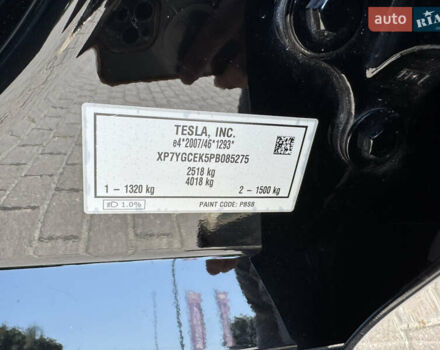 auto RIA
TESLA, INC.
e4*2007/46*1293*
XP7YGCEK5PB085275
2518 kg
4018 kg
1 – 1320 kg 2 – 1500 kg
1.0% PAINT CODE: PBSB